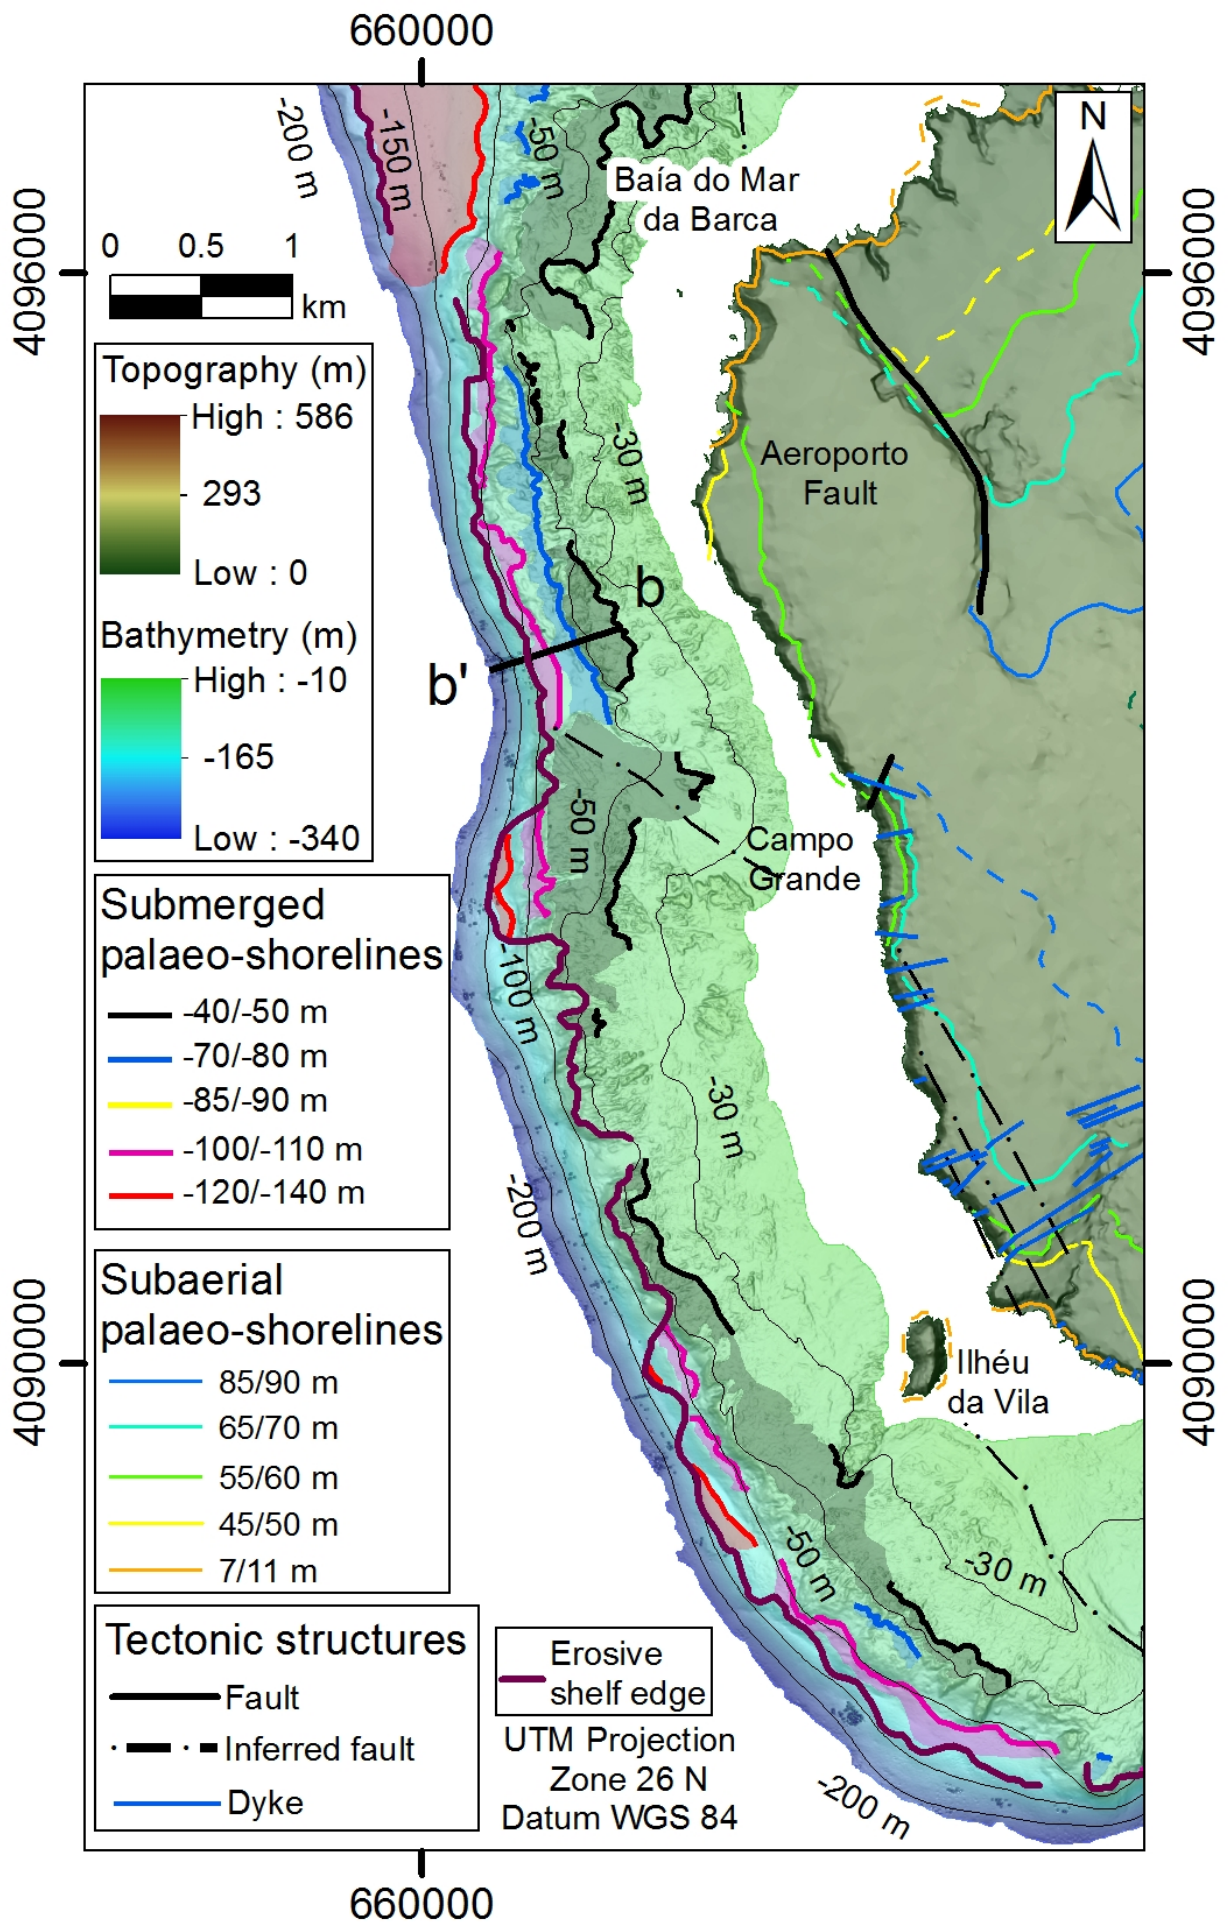 660000
-200 m
-150 m
-50 m
N
Baía do Mar
da Barca
4096000
4096000
0 0.5 1
km
Topography (m)
High : 586
293
Low : 0
-30 m
Aeroporto
Fault
b
b'
Bathymetry (m)
High : -10
-165
Low : -340
-50 m
Campo
Grande
Submerged
palaeo-shorelines
-40/-50 m
-70/-80 m
-85/-90 m
-100/-110 m
-120/-140 m
-100 m
-30 m
-200 m
Subaerial
palaeo-shorelines
85/90 m
65/70 m
55/60 m
45/50 m
7/11 m
4090000
4090000
Ilhéu
da Vila
-50 m
-30 m
Tectonic structures
Fault
Inferred fault
Dyke
Erosive
shelf edge
UTM Projection
Zone 26 N
Datum WGS 84
-200 m
660000